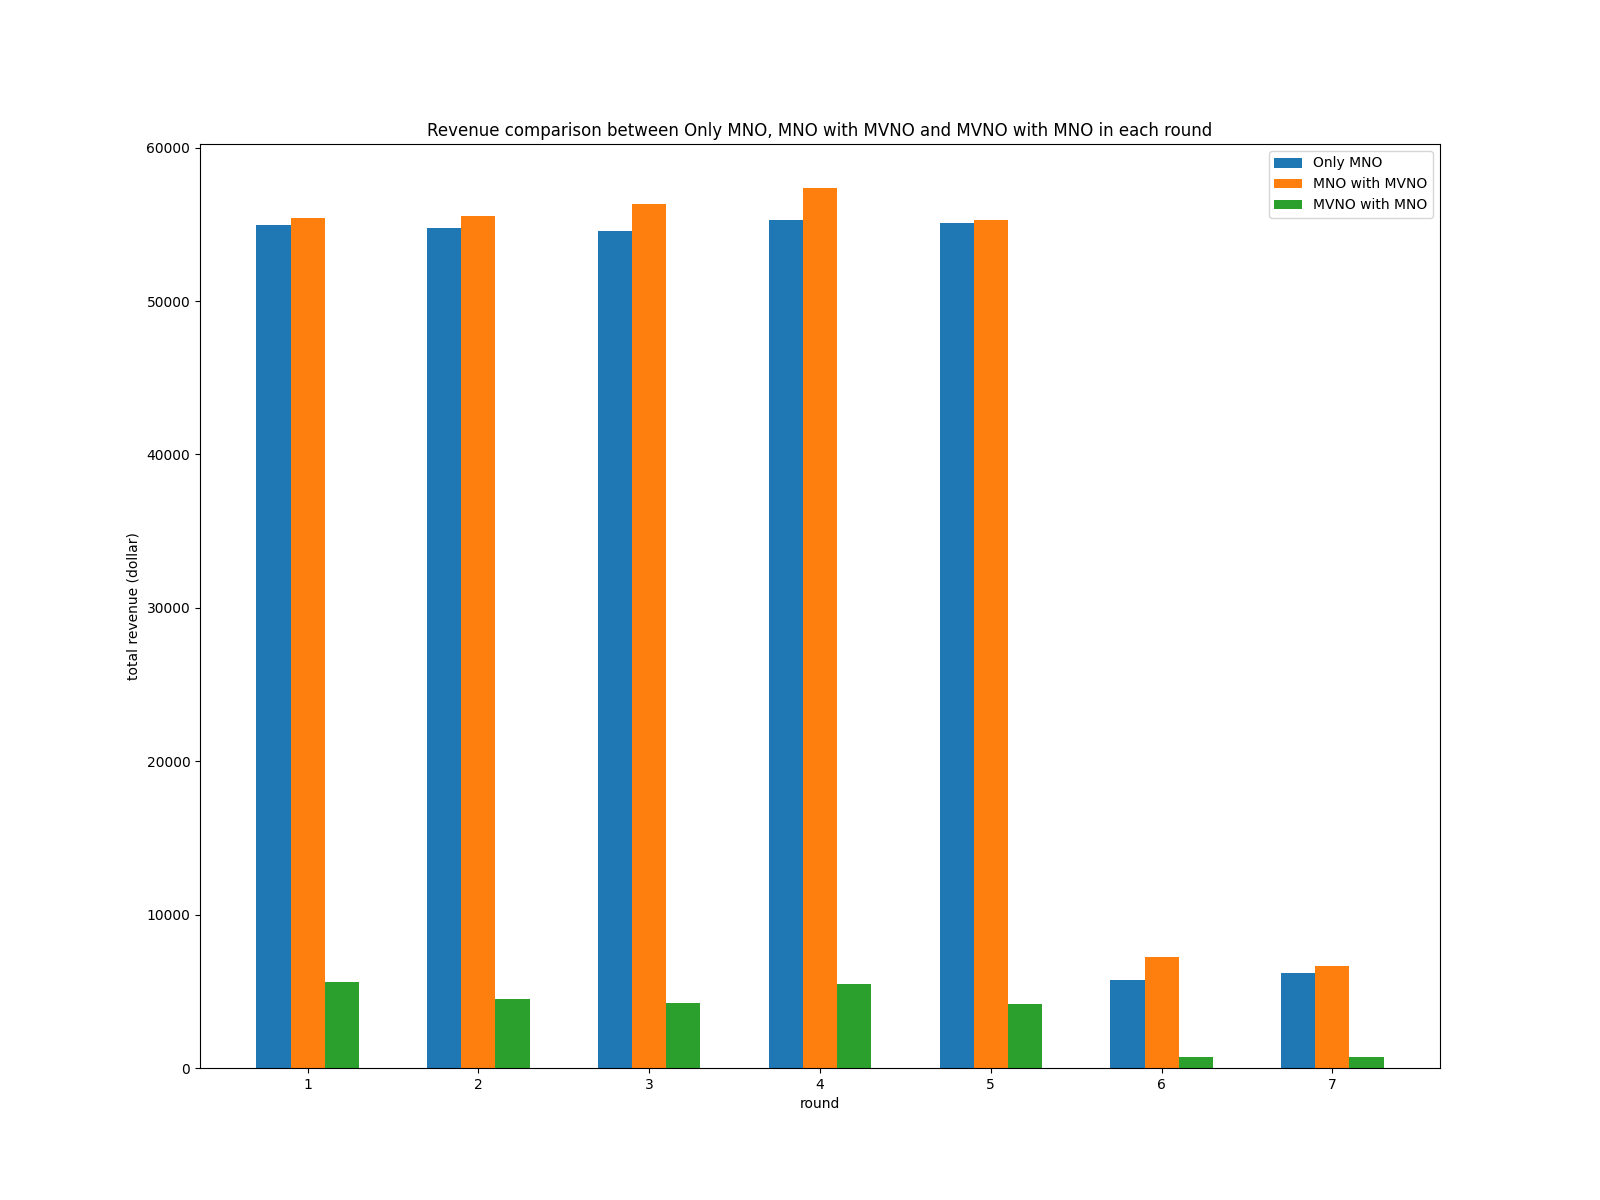 Revenue comparison between Only MNO, MNO with MVNO and MVNO with MNO in each round
Only MNO
MNO with MVNO
MVNO with MNO
60000
50000
40000
30000
20000
10000
0
total revenue (dollar)
1 2 3 4 5 6 7
round